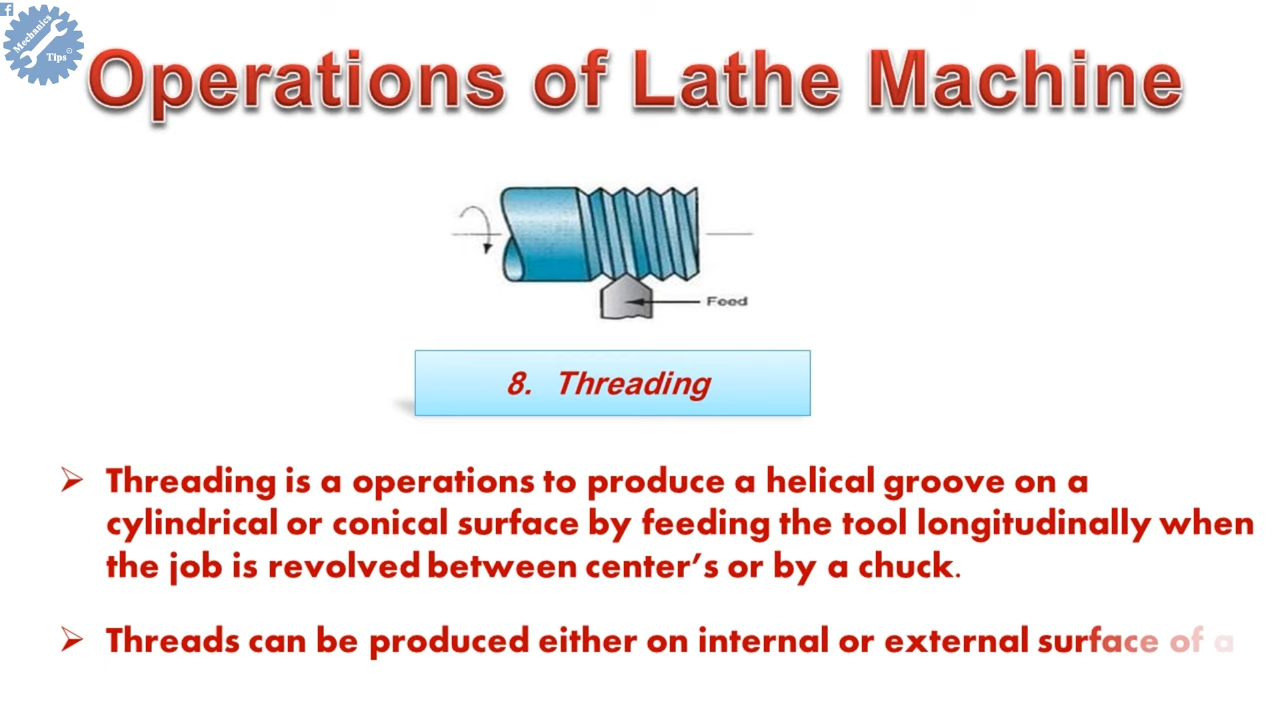 f
Mechanics
Tips
Operations of Lathe Machine
Feed
8. Threading
➢ Threading is a operations to produce a helical groove on a
cylindrical or conical surface by feeding the tool longitudinally when
the job is revolved between center's or by a chuck.
➢ Threads can be produced either on internal or external surface of a